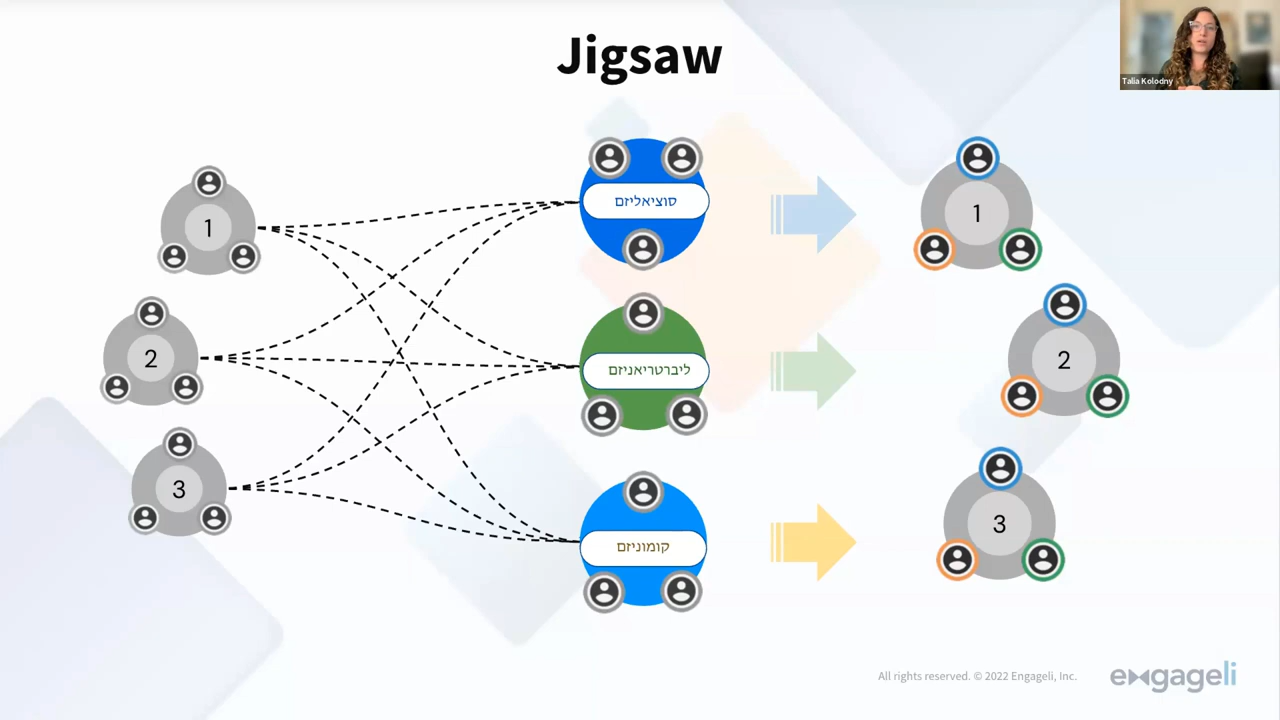 Jigsaw
Talia Kolodny
1
2
3
סוציאליזם
ליברטריאניזם
קומוניזם
1
2
3
All rights reserved. © 2022 Engageli, Inc.
engageli